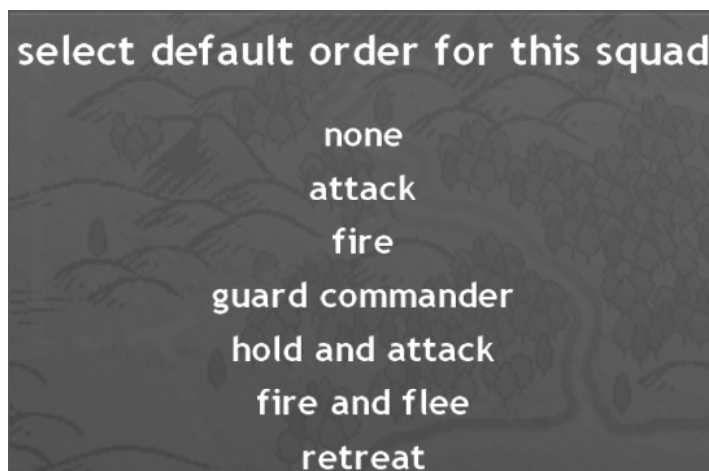 select default order for this squad
none
attack
fire
guard commander
hold and attack
fire and flee
retreat